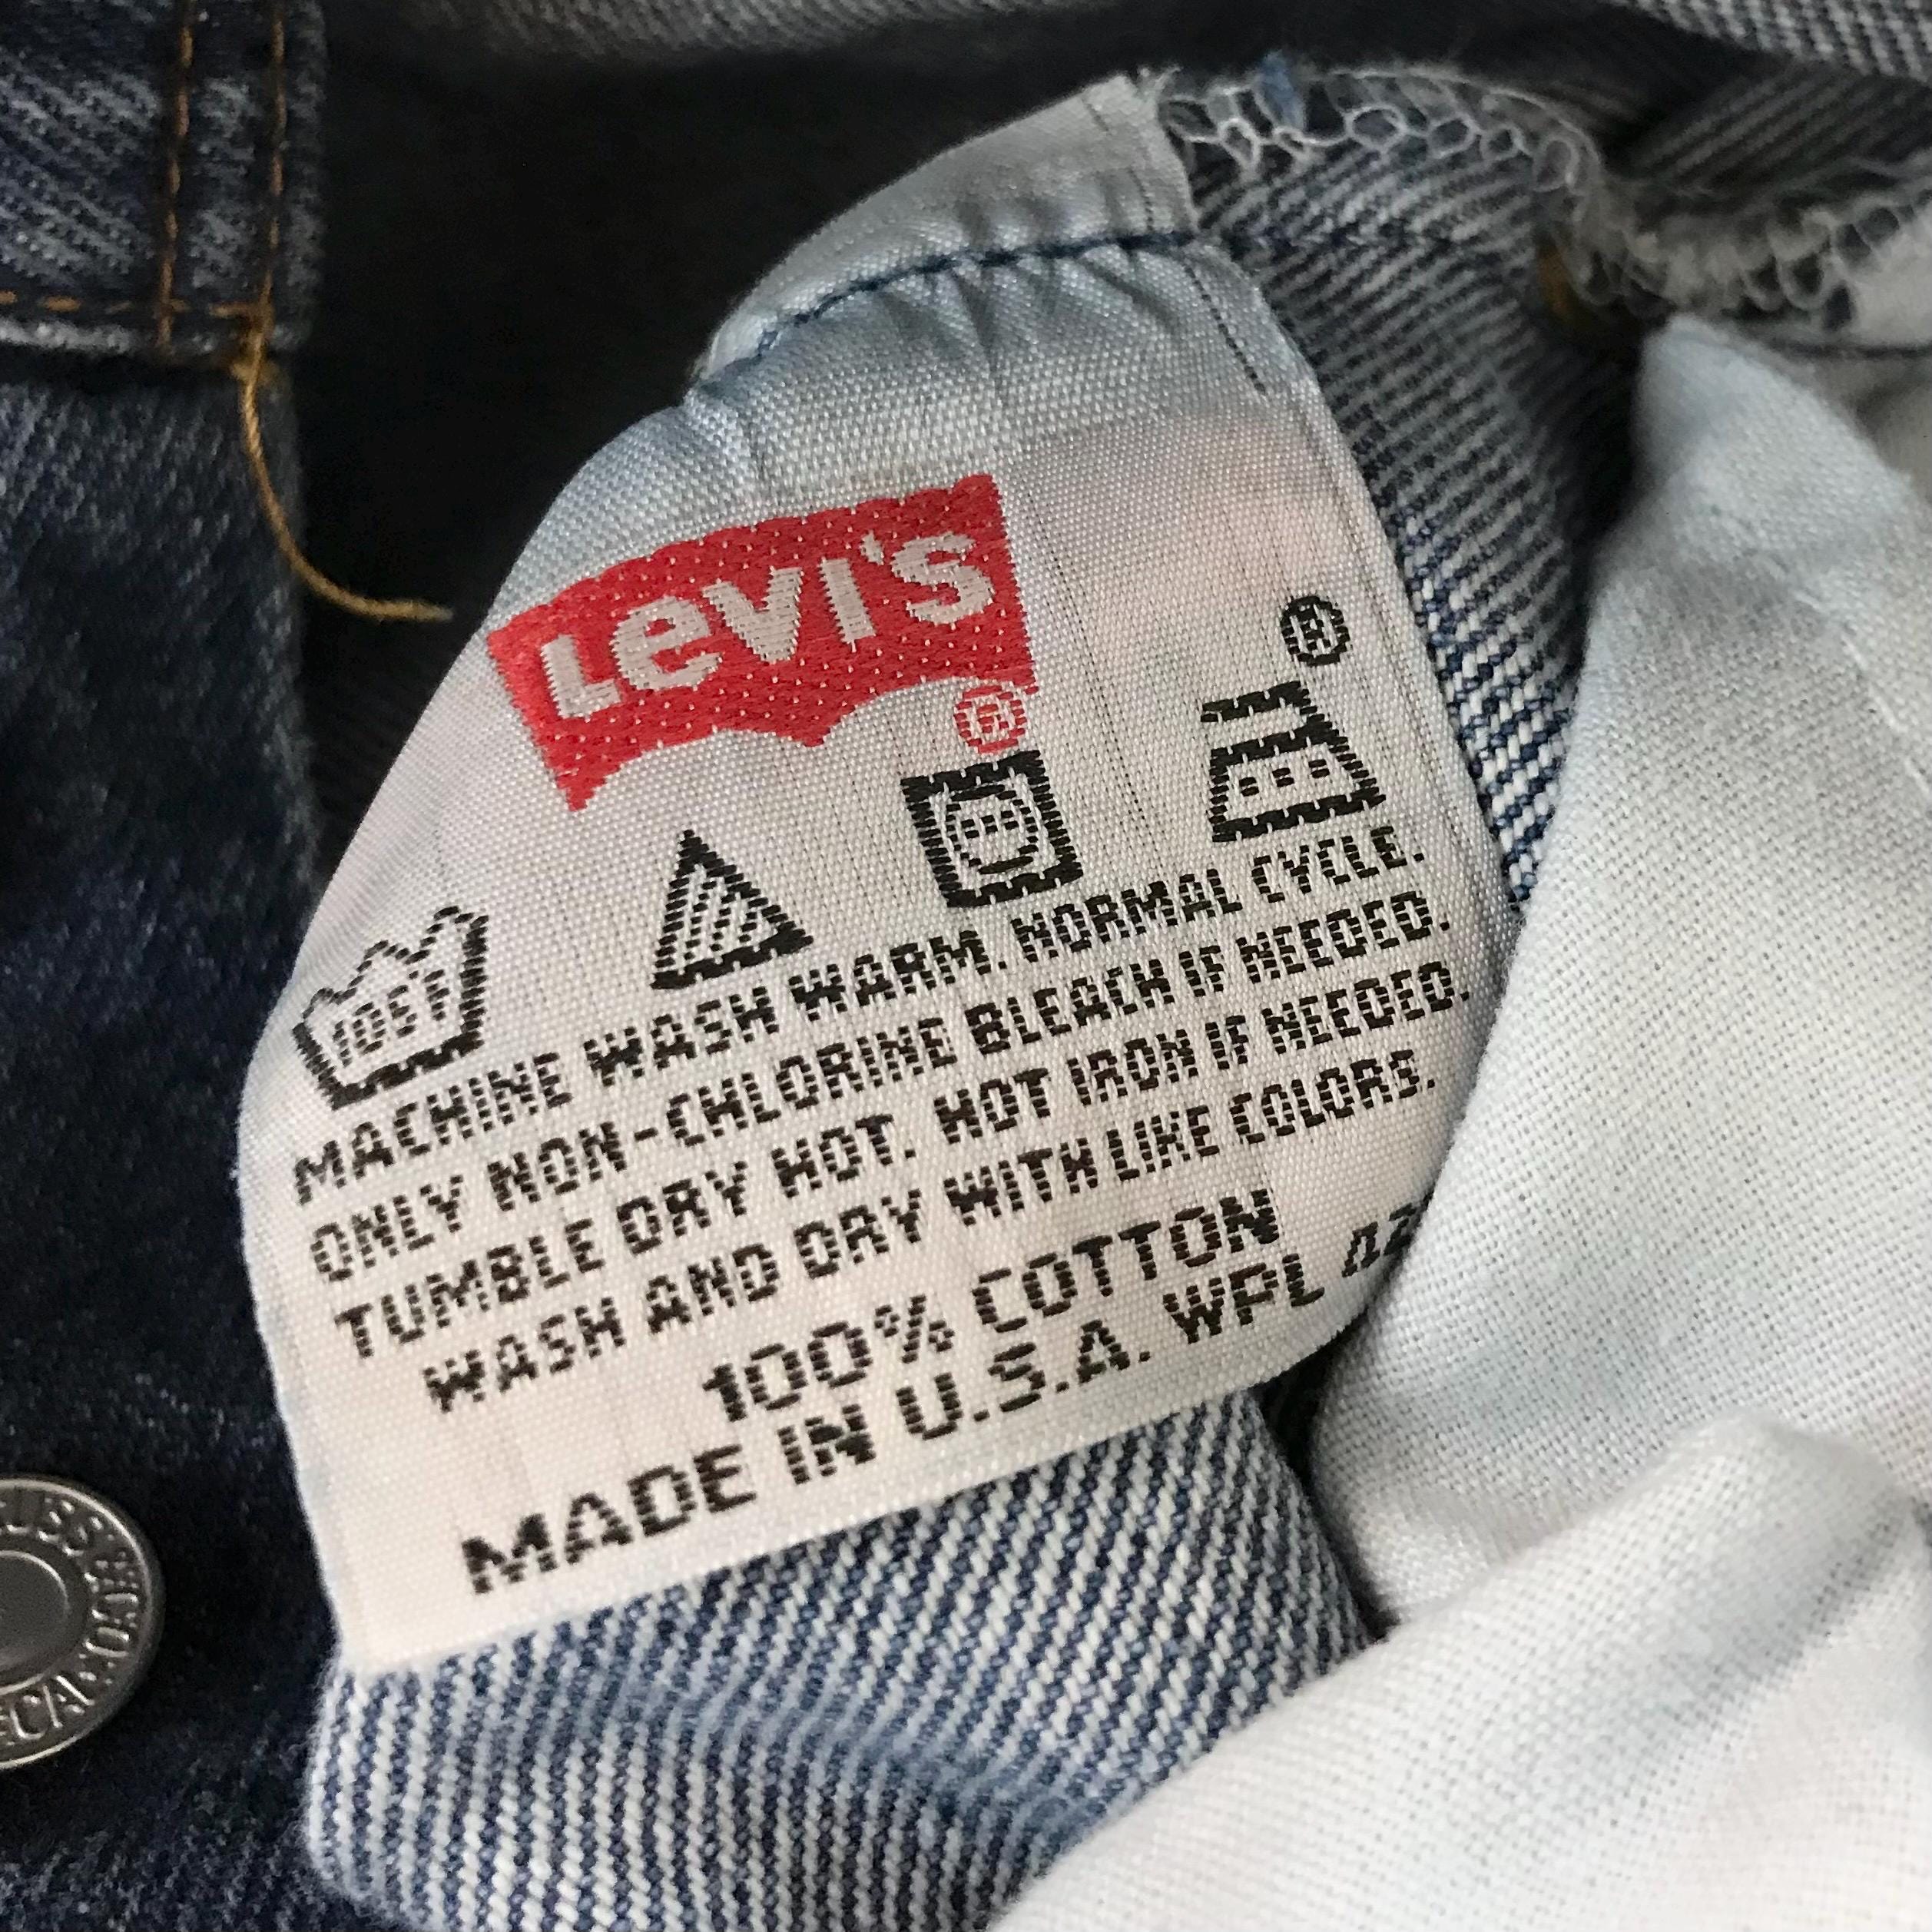 Levi's
®
®
105F
MACHINE WASH WARM. NORMAL CYCLE.
ONLY NON-CHLORINE BLEACH IF NEEDED.
TUMBLE DRY HOT. HOT IRON IF NEEDED.
WASH AND DRY WITH LIKE COLORS.
100% COTTON
MADE IN U.S.A. WPL